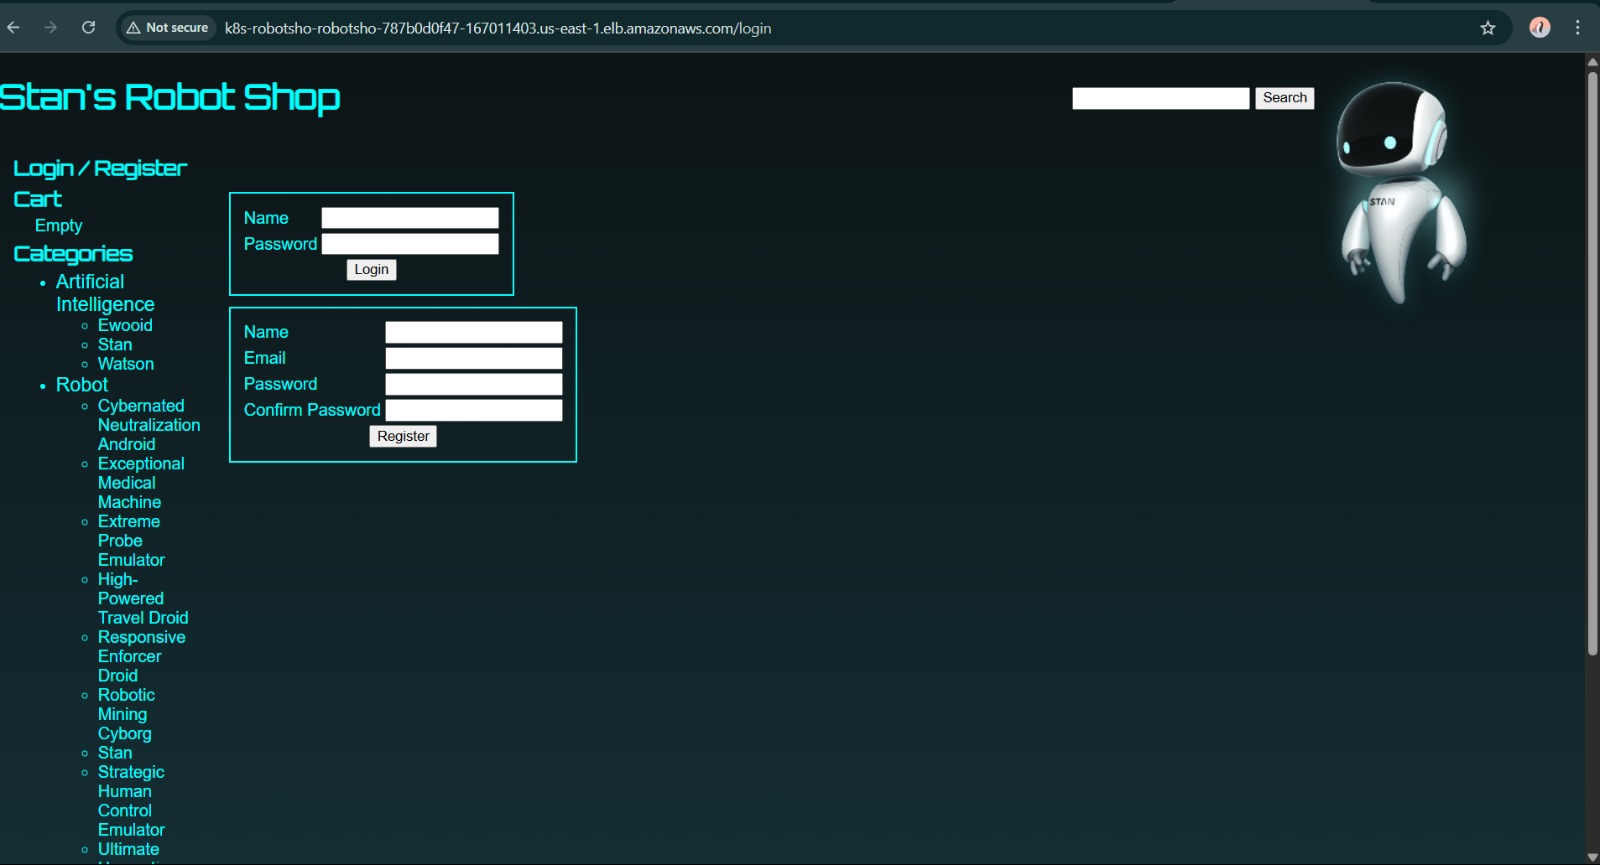 Not secure
k8s-robotsho-robotsho-787b0d0f47-167011403.us-east-1.elb.amazonaws.com/login
Stan's Robot Shop
Search
STAN
Login / Register
Cart
Empty
Categories
Artificial
Intelligence
Ewooid
Stan
Watson
Robot
Cybernated
Neutralization
Android
Exceptional
Medical
Machine
Extreme
Probe
Emulator
High-
Powered
Travel Droid
Responsive
Enforcer
Droid
Robotic
Mining
Cyborg
Stan
Strategic
Human
Control
Emulator
Ultimate
Name
Password
Login
Name
Email
Password
Confirm Password
Register